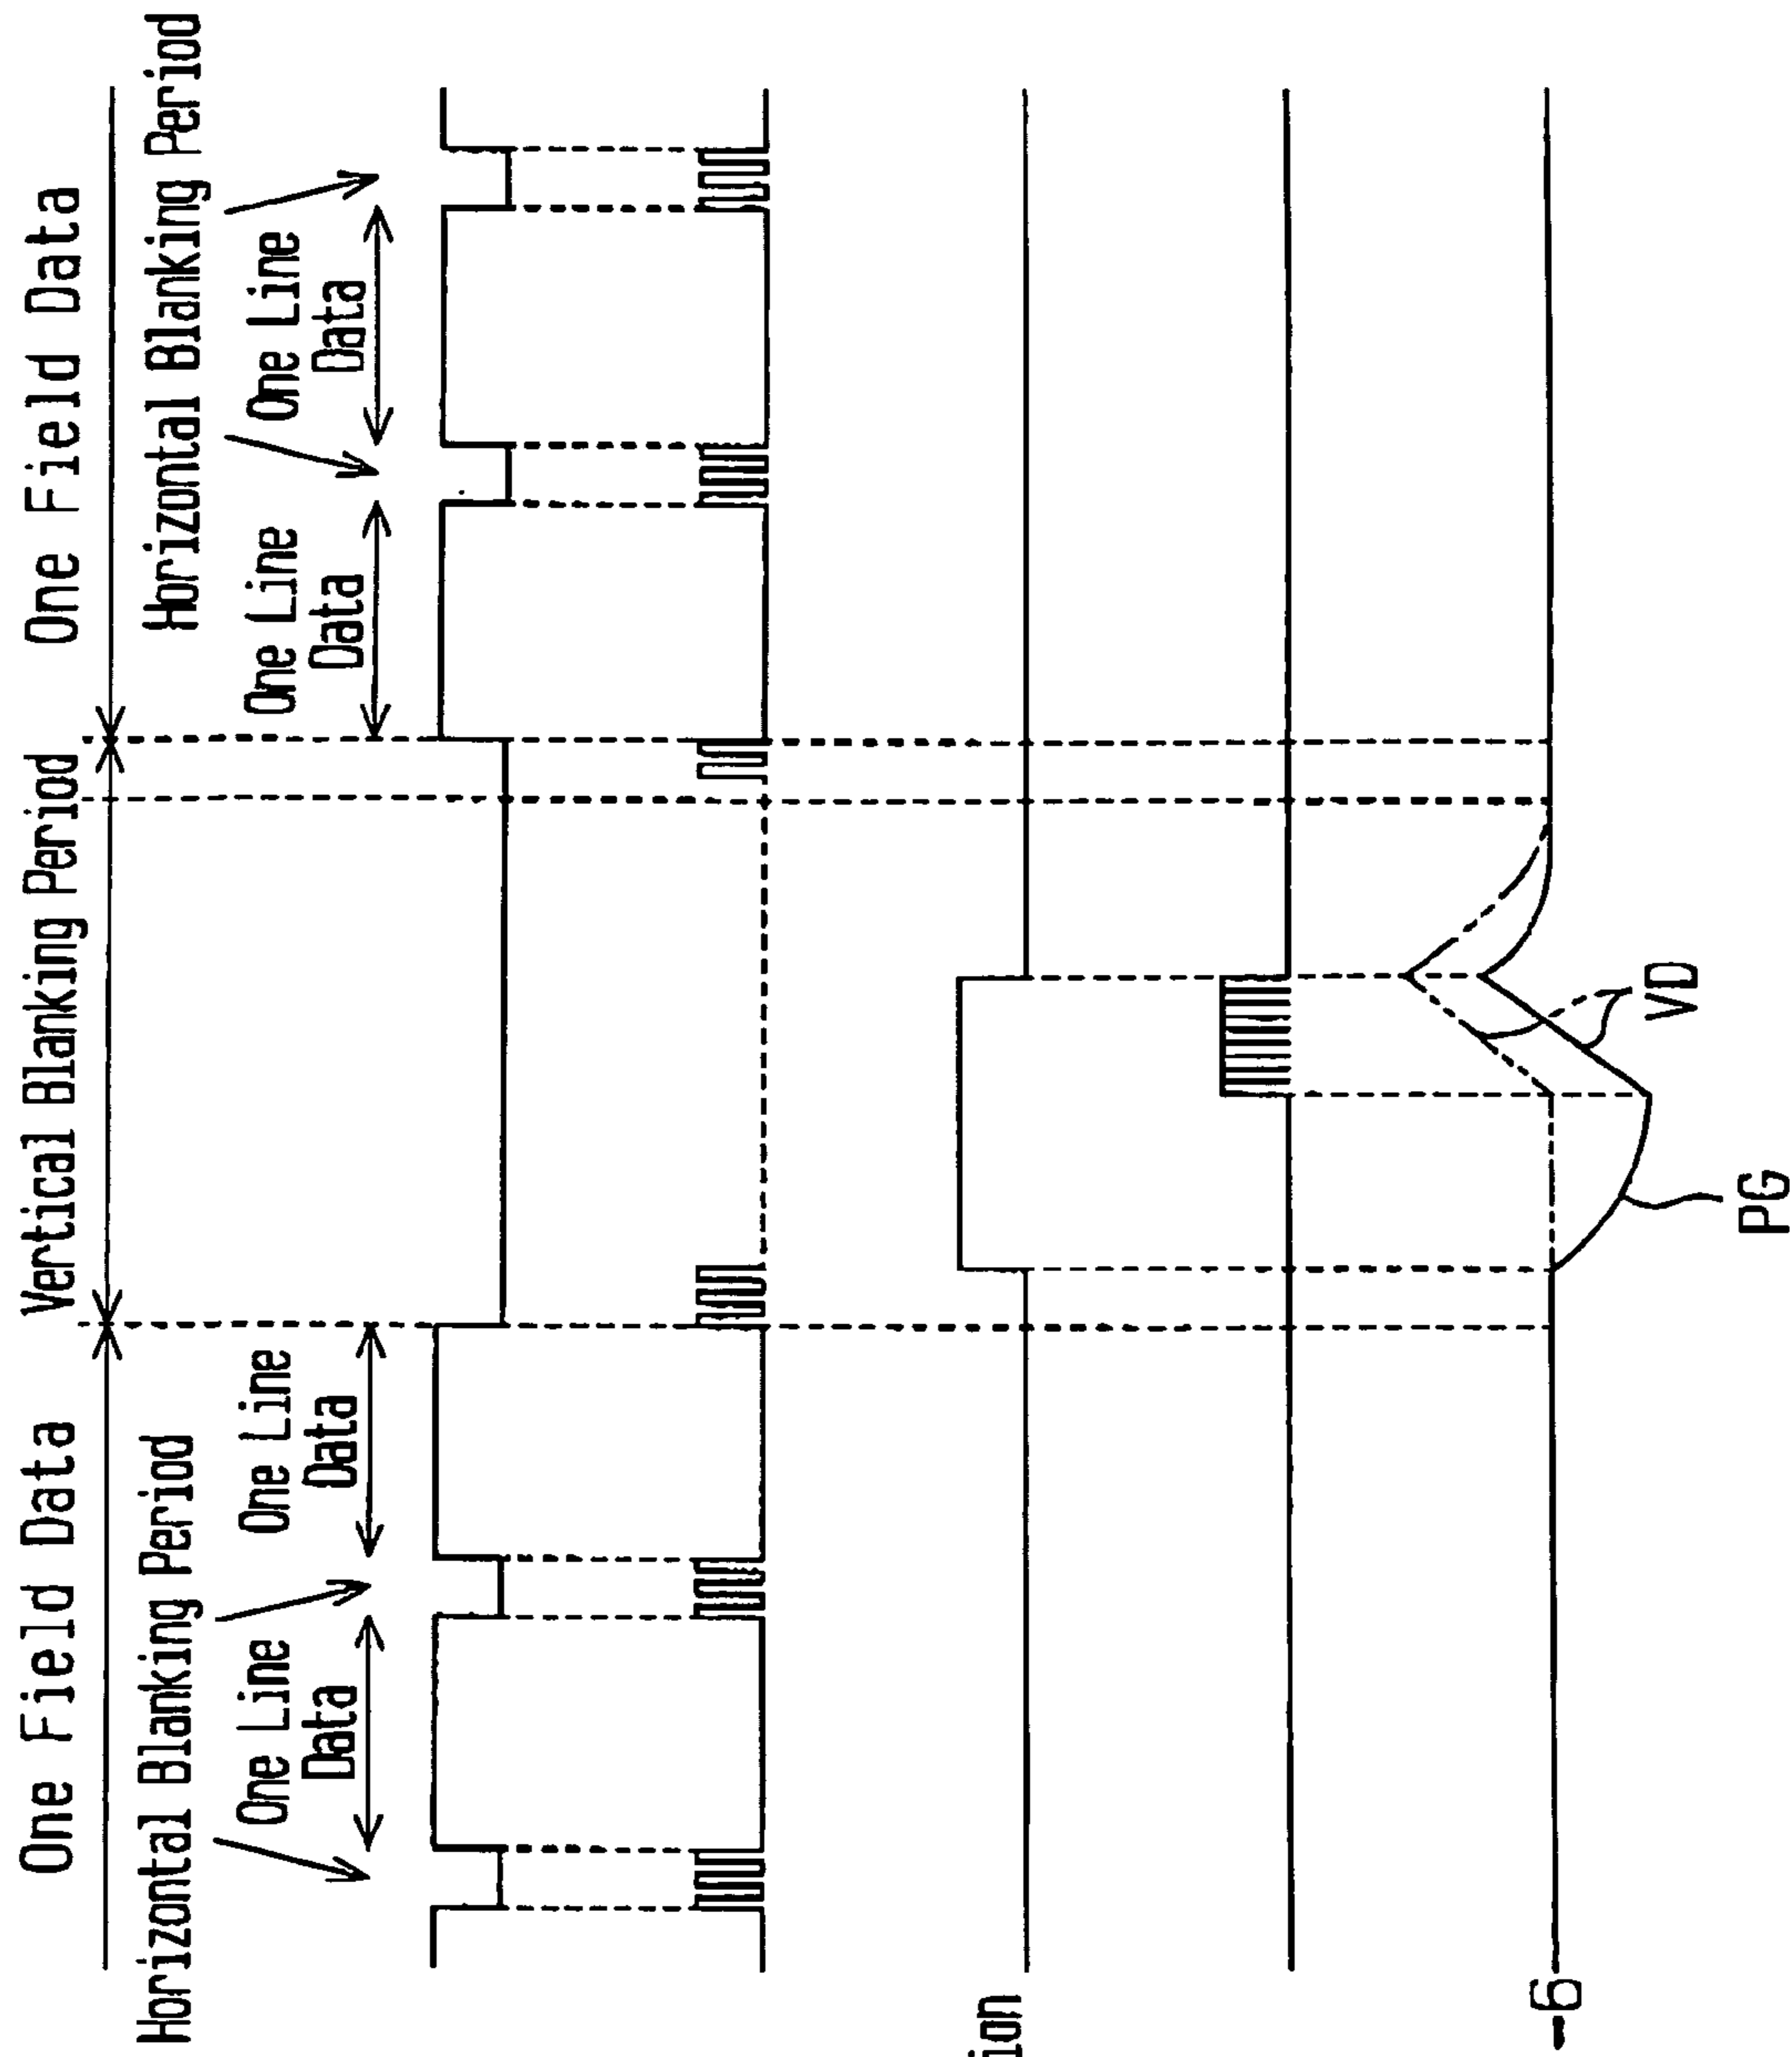 One Field Data Vertical Blanking Period One Field Data
Horizontal Blanking Period Horizontal Blanking Period
One Line One Line One Line One Line
Data Data Data Data
ion
-6
VD
PG